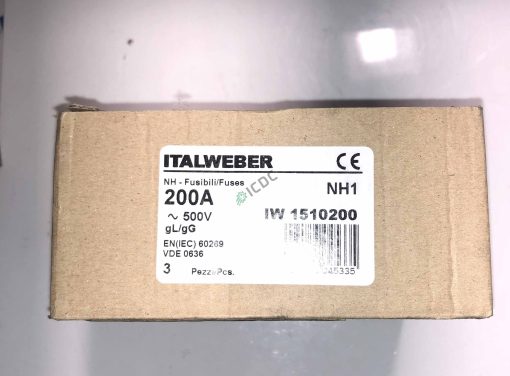 ITALWEBER CE
NH - Fusibili/Fuses
NH1
200A
ICDC
~ 500V
IW 1510200
gL/gG
EN(IEC) 60269
VDE 0636
3 Pezzi-Pcs.